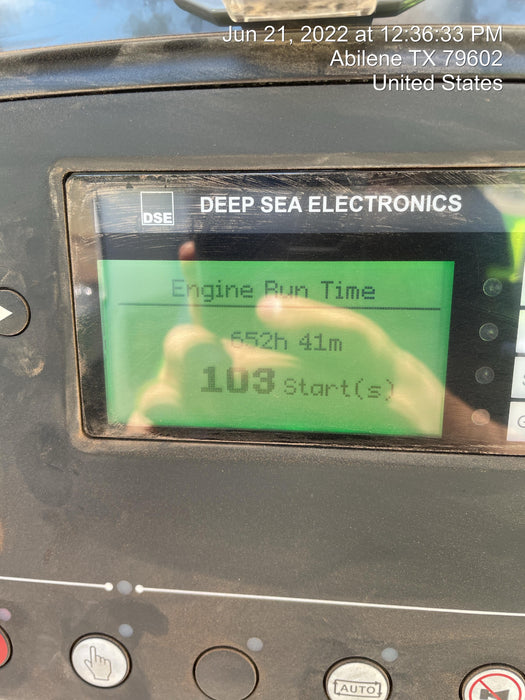 Jun 21, 2022 at 12:36:33 PM
Abilene TX 79602
United States
DSE DEEP SEA ELECTRONICS
Engine Run Time
652h 41m
103 Start(s)
AUTO